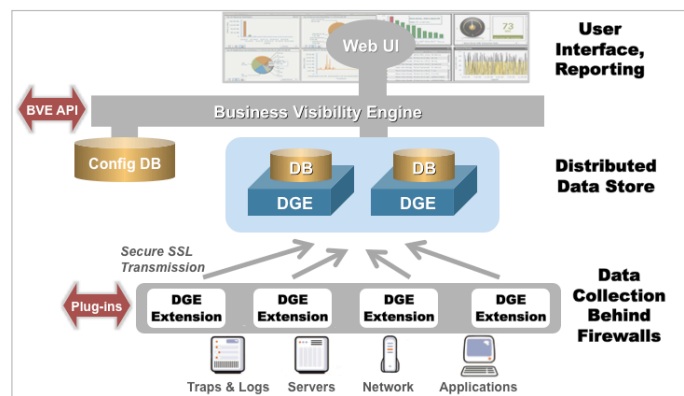 Web UI
73
User
Interface,
Reporting
BVE API
Business Visibility Engine
Config DB
DB
DGE
DB
DGE
Distributed
Data Store
Secure SSL
Transmission
Plug-ins
DGE
Extension
DGE
Extension
DGE
Extension
DGE
Extension
Data
Collection
Behind
Firewalls
Traps & Logs
Servers
Network
Applications